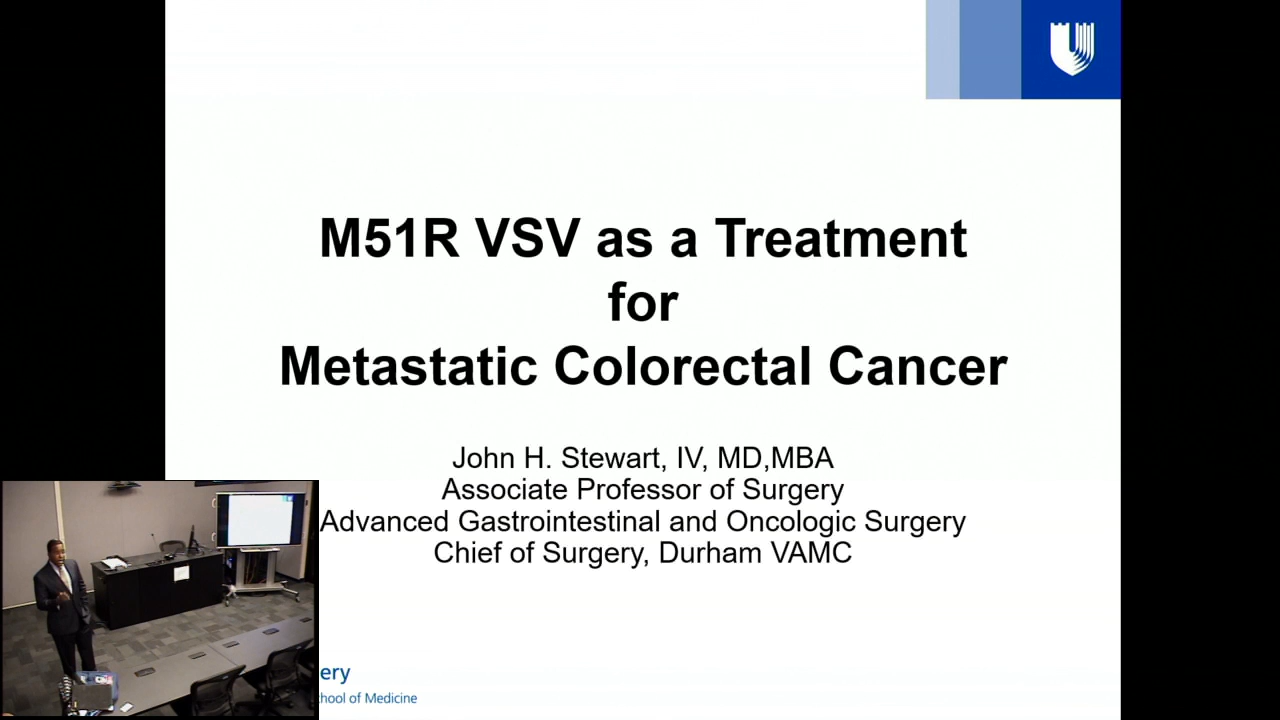 M51R VSV as a Treatment
for
Metastatic Colorectal Cancer
John H. Stewart, IV, MD,MBA
Associate Professor of Surgery
Advanced Gastrointestinal and Oncologic Surgery
Chief of Surgery, Durham VAMC
ery
hool of Medicine